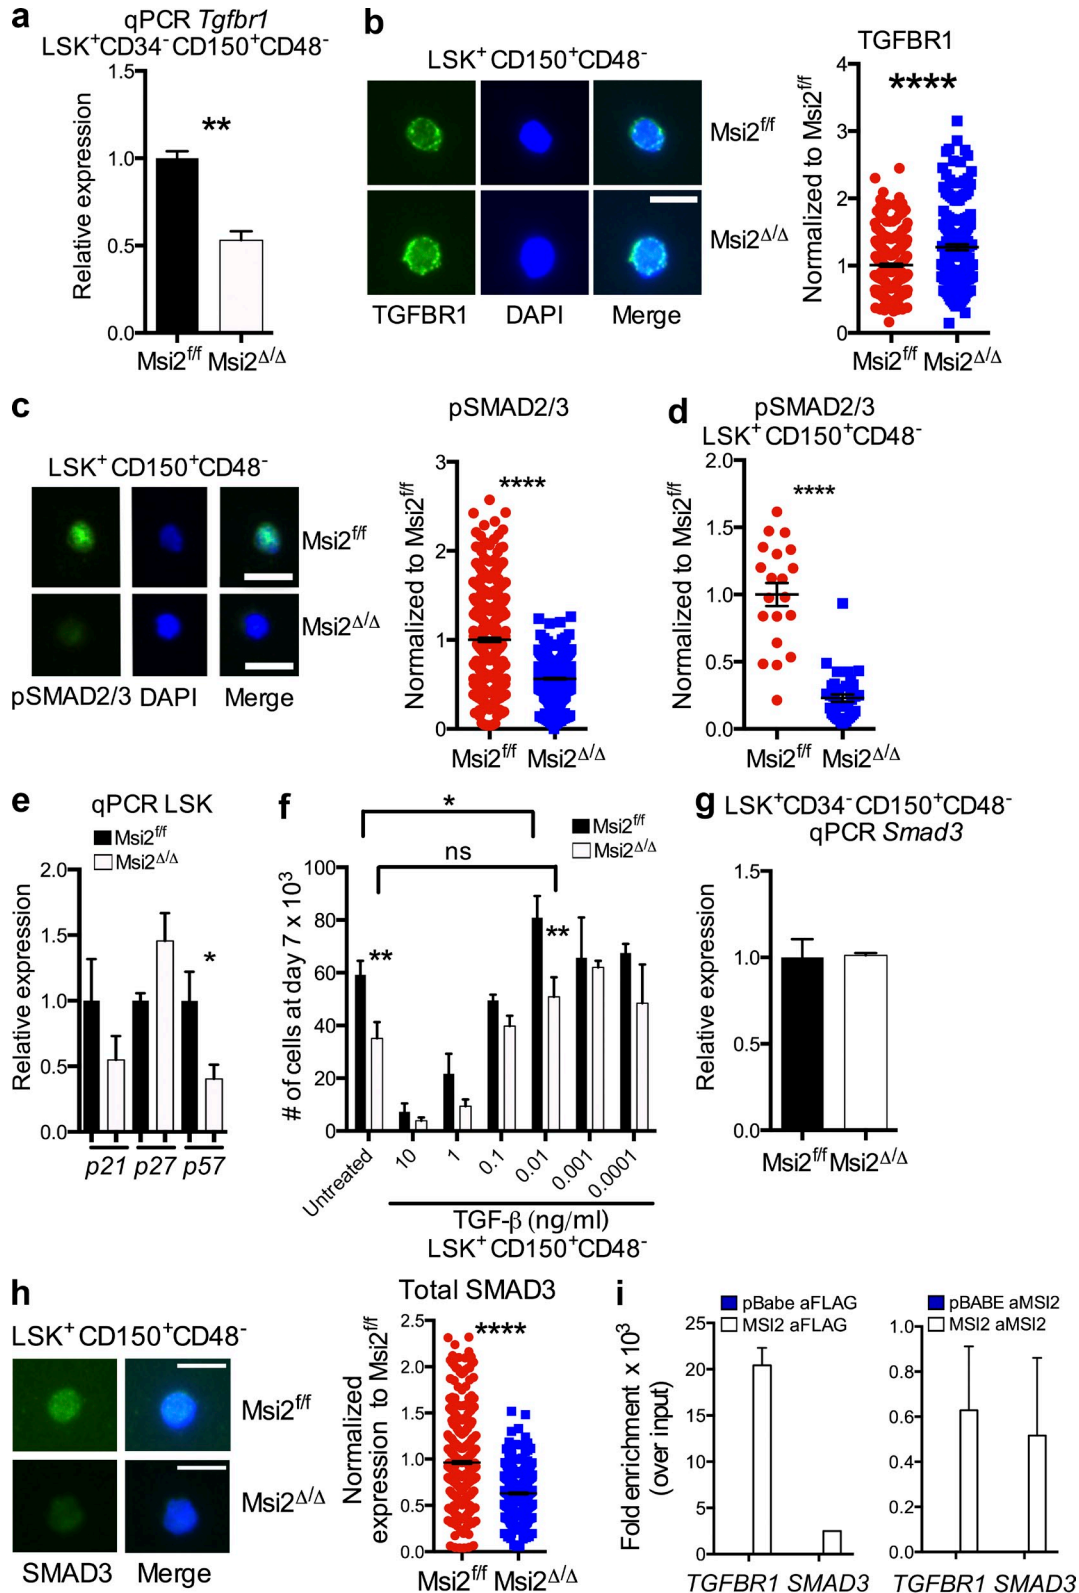 a
qPCR Tgfbr1
LSK⁺CD34⁻CD150⁺CD48⁻
Relative expression
1.5
1.0
0.5
0.0
**
Msi2f/f Msi2Δ/Δ
b
LSK⁺CD150⁺CD48⁻
Msi2f/f
Msi2Δ/Δ
TGFBR1 DAPI Merge
TGFBR1
Normalized to Msi2f/f
4
3
2
1
0
****
Msi2f/f Msi2Δ/Δ
c
LSK⁺CD150⁺CD48⁻
Msi2f/f
Msi2Δ/Δ
pSMAD2/3 DAPI Merge
pSMAD2/3
Normalized to Msi2f/f
3
2
1
0
****
Msi2f/f Msi2Δ/Δ
d
pSMAD2/3
LSK⁺CD150⁺CD48⁻
Normalized to Msi2f/f
2.0
1.5
1.0
0.5
0.0
****
Msi2f/f Msi2Δ/Δ
e
qPCR LSK
Msi2f/f
Msi2Δ/Δ
Relative expression
2.0
1.5
1.0
0.5
0.0
*
p21 p27 p57
f
*
ns
Msi2f/f
Msi2Δ/Δ
# of cells at day 7 x 10³
100
80
60
40
20
0
**
**
Untreated 10 1 0.1 0.01 0.001 0.0001
TGF-β (ng/ml)
LSK⁺CD150⁺CD48⁻
g
LSK⁺CD34⁻CD150⁺CD48⁻
qPCR Smad3
Relative expression
1.5
1.0
0.5
0.0
Msi2f/f Msi2Δ/Δ
h
LSK⁺CD150⁺CD48⁻
Msi2f/f
Msi2Δ/Δ
SMAD3 Merge
Total SMAD3
Normalized
expression to Msi2f/f
2.5
2.0
1.5
1.0
0.5
0.0
****
Msi2f/f Msi2Δ/Δ
i
pBabe aFLAG
MSI2 aFLAG
Fold enrichment x 10³
(over input)
25
20
15
10
5
0
TGFBR1 SMAD3
pBABE aMSI2
MSI2 aMSI2
1.0
0.8
0.6
0.4
0.2
0.0
TGFBR1 SMAD3